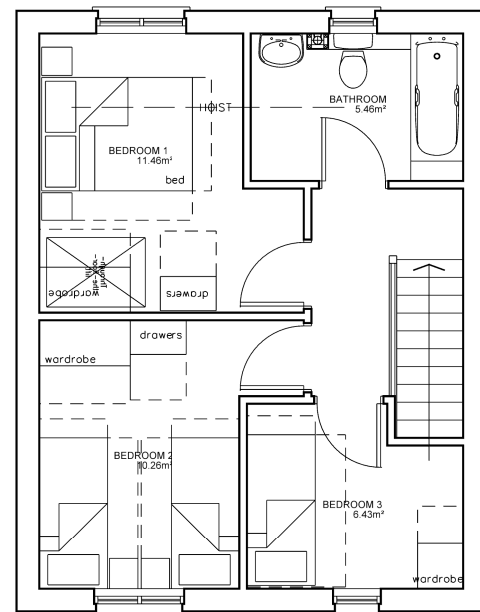 HOIST
BATHROOM
5.46m²
BEDROOM 1
11.46m²
bed
wardrobe
drawers
drawers
wardrobe
BEDROOM 2
10.26m²
BEDROOM 3
6.43m²
wardrobe